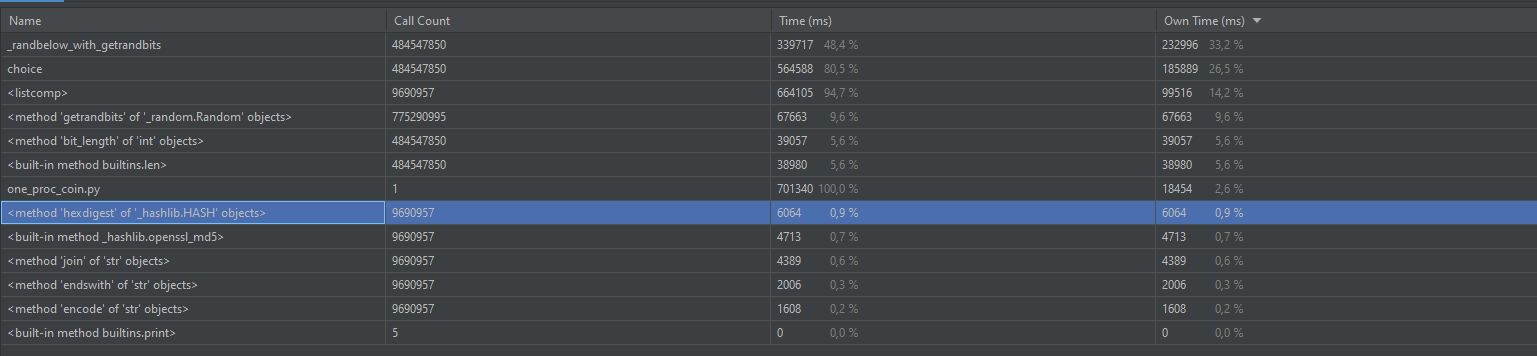 Name Call Count Time (ms) Own Time (ms)
_randbelow_with_getrandbits 484547850 339717 48,4 % 232996 33,2 %
choice 484547850 564588 80,5 % 185889 26,5 %
<listcomp> 9690957 664105 94,7 % 99516 14,2 %
<method 'getrandbits' of '_random.Random' objects> 775290995 67663 9,6 % 67663 9,6 %
<method 'bit_length' of 'int' objects> 484547850 39057 5,6 % 39057 5,6 %
<built-in method builtins.len> 484547850 38980 5,6 % 38980 5,6 %
one_proc_coin.py 1 701340 100,0 % 18454 2,6 %
<method 'hexdigest' of '_hashlib.HASH' objects> 9690957 6064 0,9 % 6064 0,9 %
<built-in method _hashlib.openssl_md5> 9690957 4713 0,7 % 4713 0,7 %
<method 'join' of 'str' objects> 9690957 4389 0,6 % 4389 0,6 %
<method 'endswith' of 'str' objects> 9690957 2006 0,3 % 2006 0,3 %
<method 'encode' of 'str' objects> 9690957 1608 0,2 % 1608 0,2 %
<built-in method builtins.print> 5 0 0,0 % 0 0,0 %